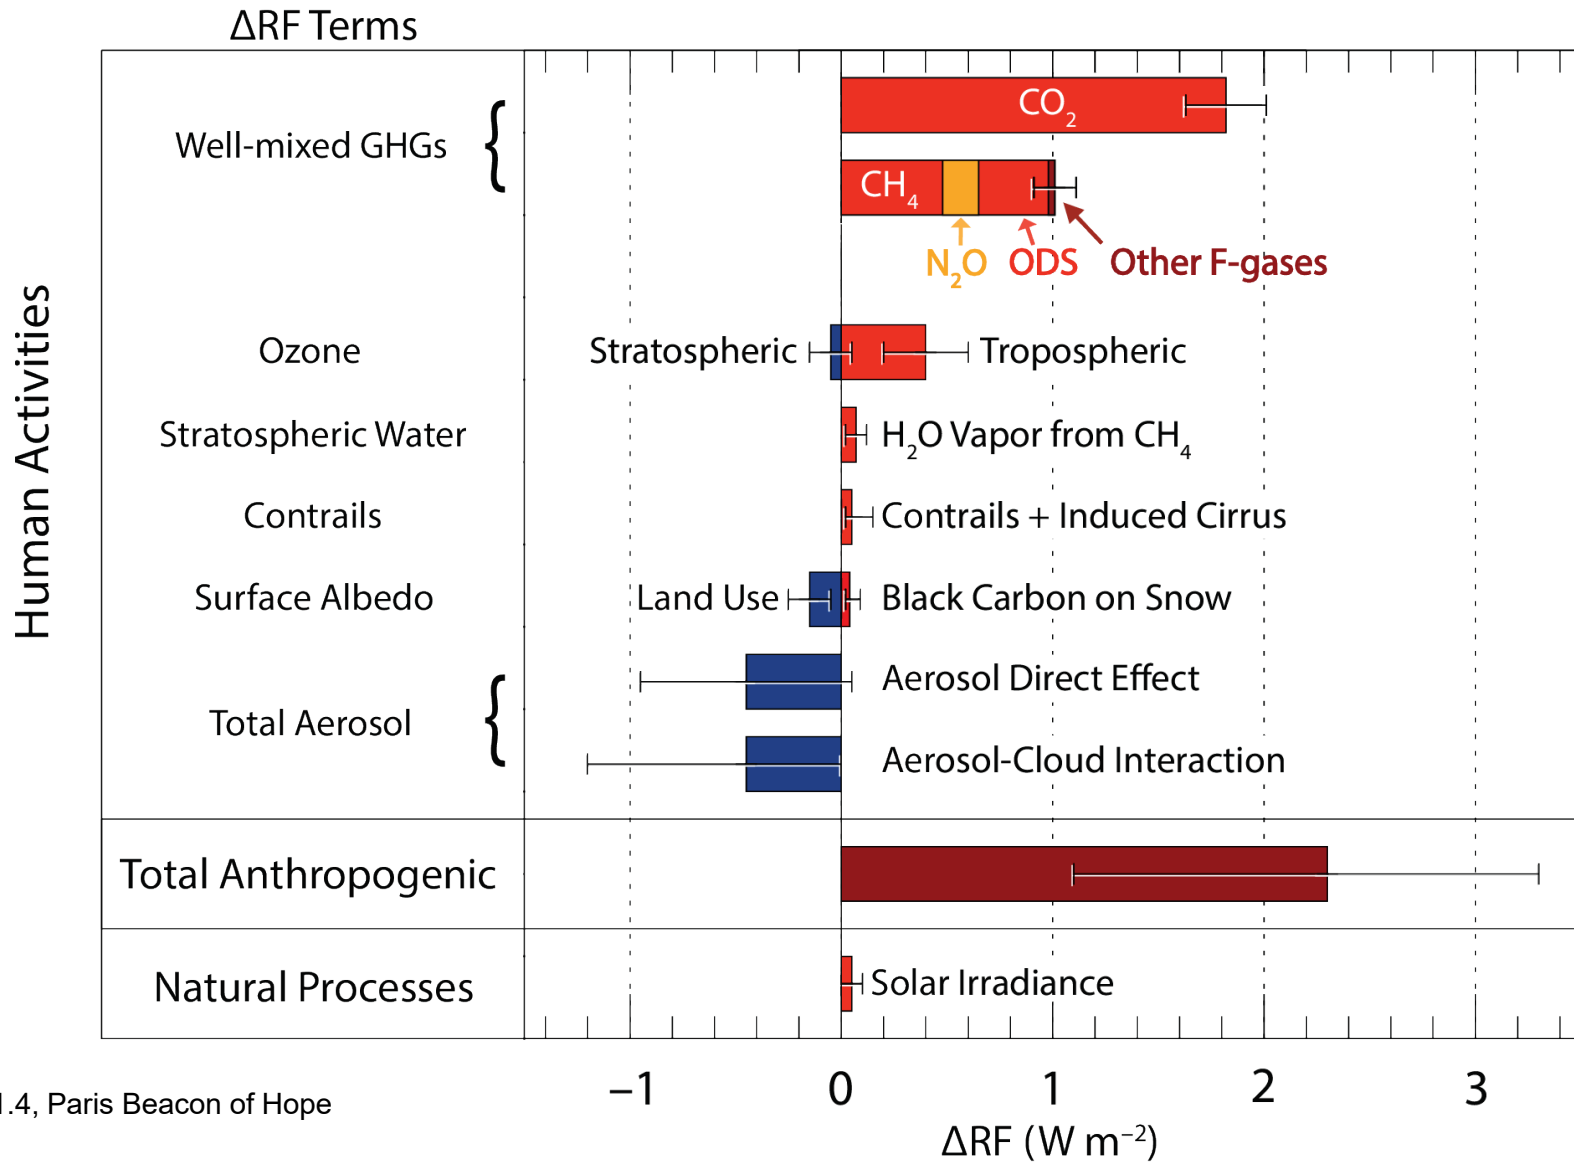 ΔRF Terms
Human Activities
Well-mixed GHGs {
CO₂
CH₄
N₂O ODS Other F-gases
Ozone Stratospheric Tropospheric
Stratospheric Water H₂O Vapor from CH₄
Contrails Contrails + Induced Cirrus
Surface Albedo Land Use Black Carbon on Snow
Total Aerosol {
Aerosol Direct Effect
Aerosol-Cloud Interaction
Total Anthropogenic
Natural Processes Solar Irradiance
−1 0 1 2 3
ΔRF (W m⁻²)
.4, Paris Beacon of Hope